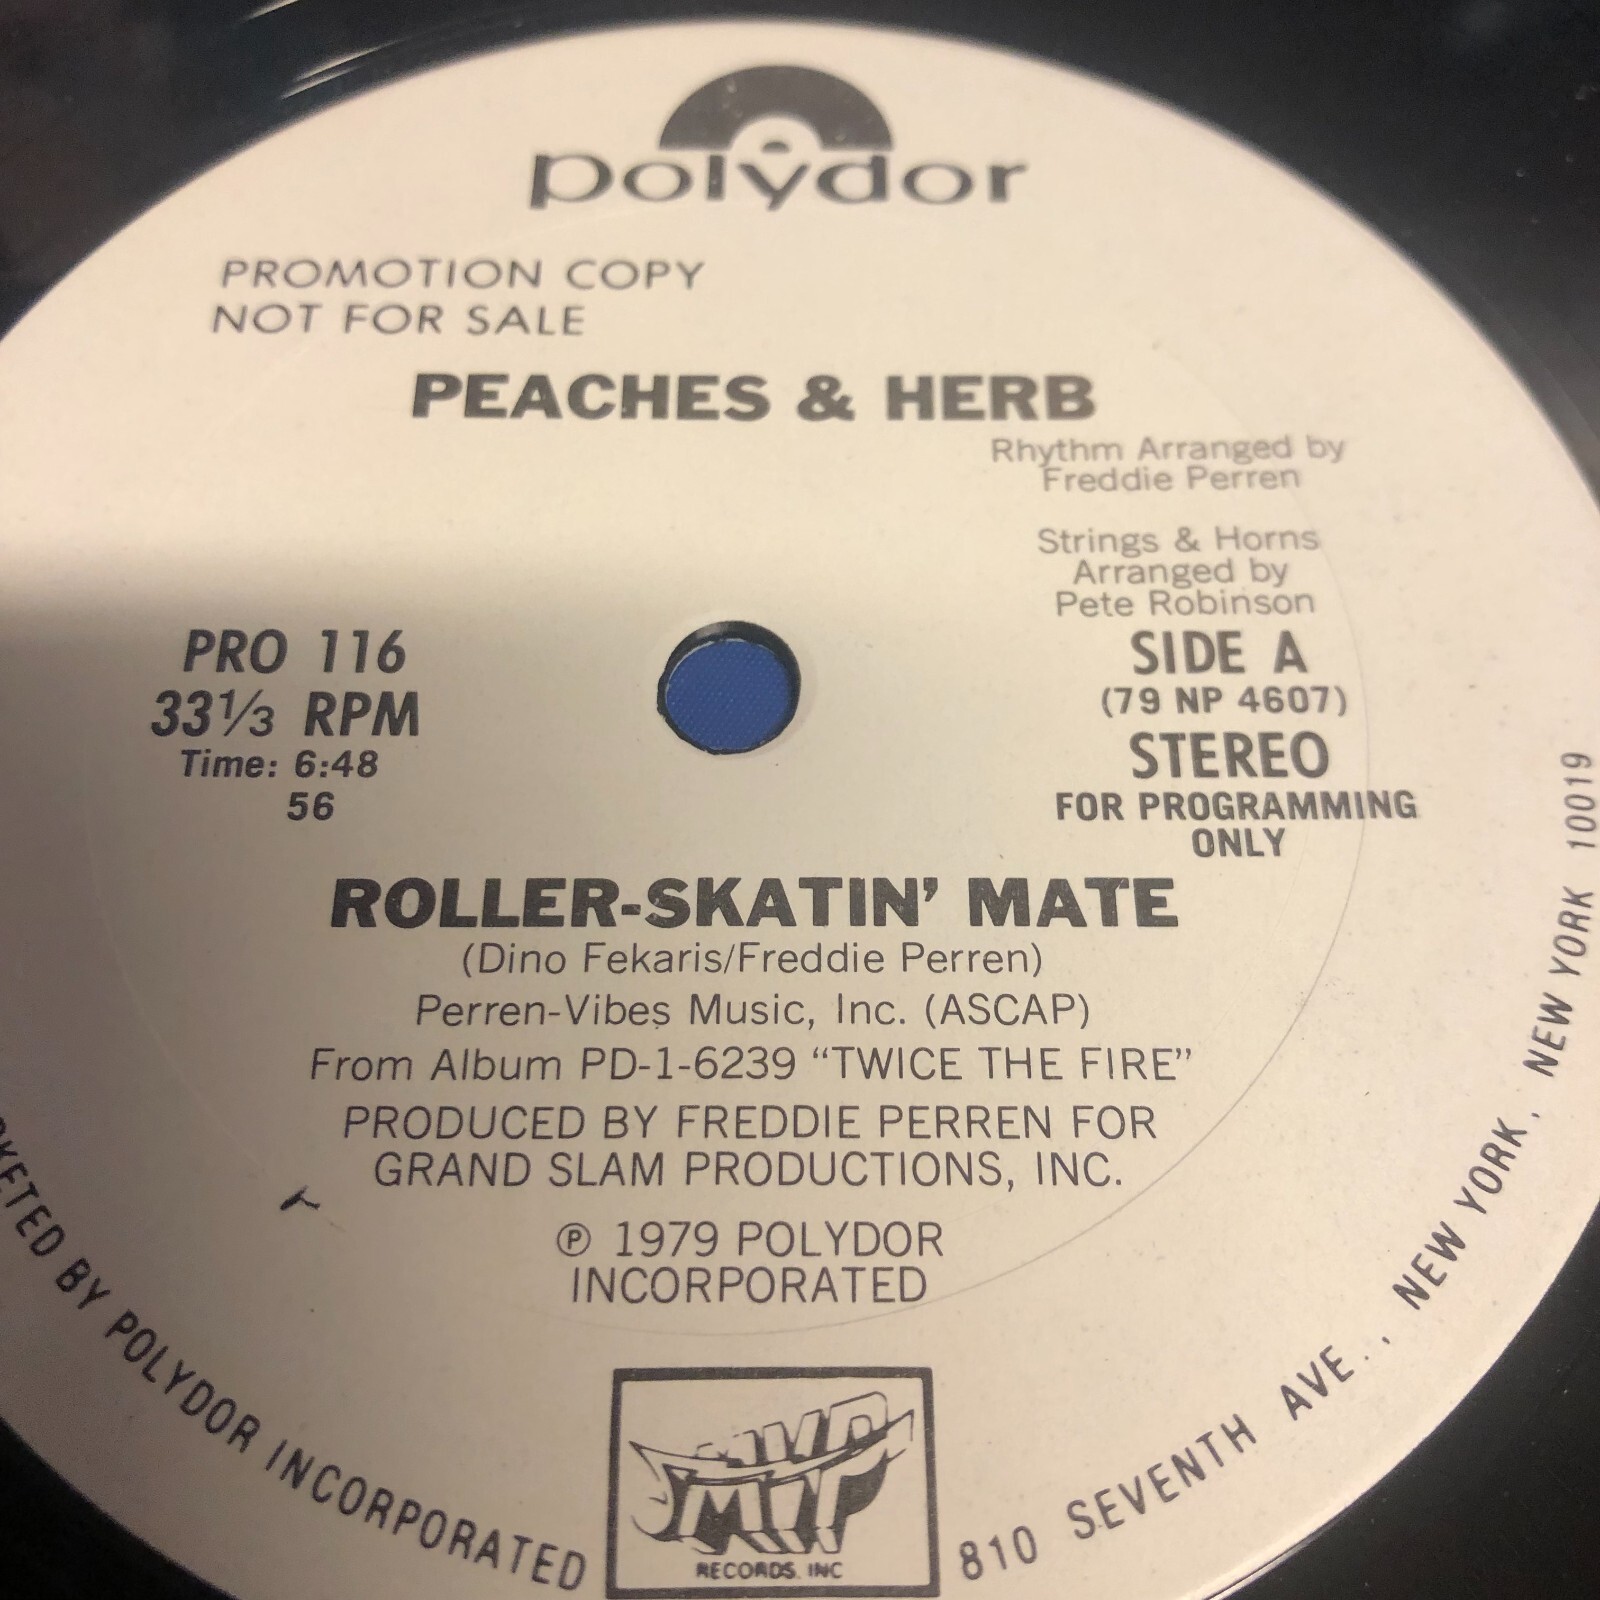 polydor
PROMOTION COPY
NOT FOR SALE
PEACHES & HERB
Rhythm Arranged by
Freddie Perren
Strings & Horns
Arranged by
Pete Robinson
PRO 116
33⅓ RPM
Time: 6:48
56
SIDE A
(79 NP 4607)
STEREO
FOR PROGRAMMING
ONLY
ROLLER-SKATIN’ MATE
(Dino Fekaris/Freddie Perren)
Perren-Vibes Music, Inc. (ASCAP)
From Album PD-1-6239 “TWICE THE FIRE”
PRODUCED BY FREDDIE PERREN FOR
GRAND SLAM PRODUCTIONS, INC.
℗ 1979 POLYDOR
INCORPORATED
MVP
RECORDS, INC
BY POLYDOR INCORPORATED
810 SEVENTH AVE., NEW YORK, NEW YORK 10019